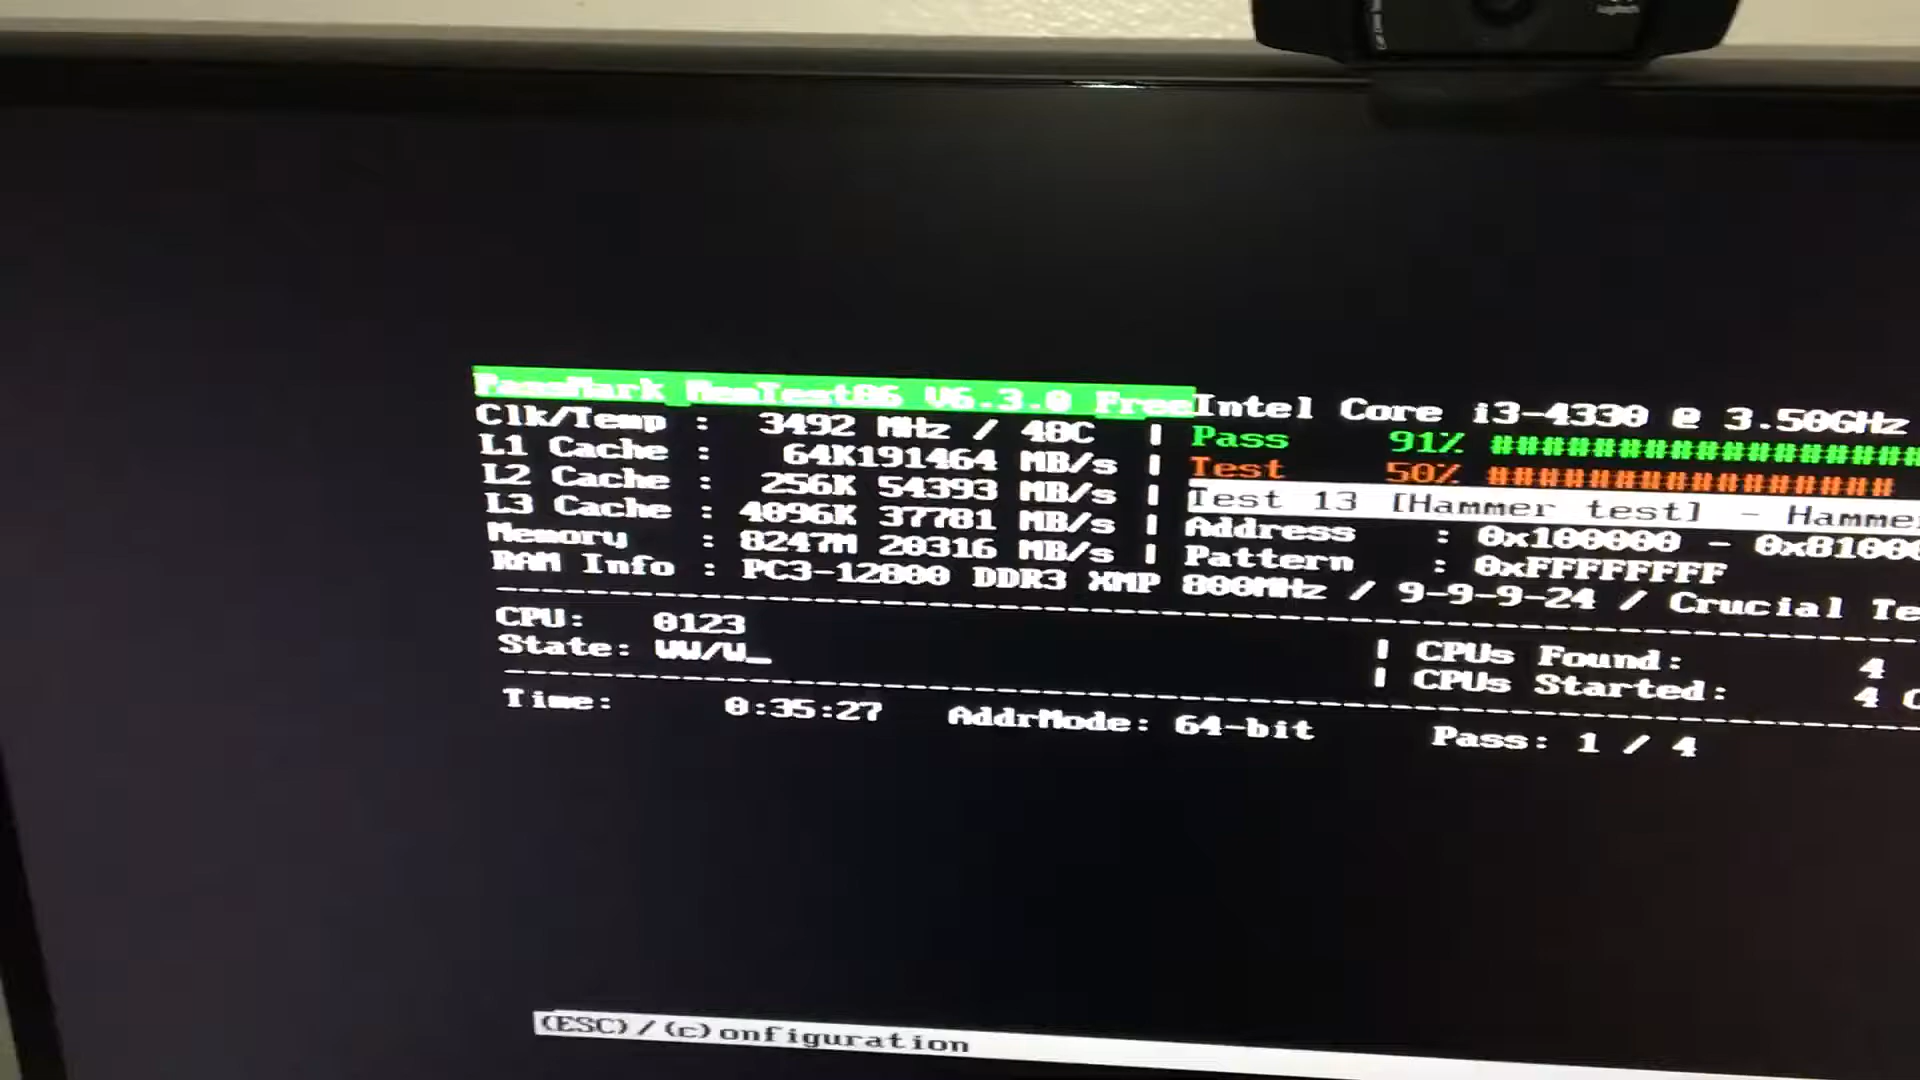 logitech
PassMark MemTest86 V6.3.0 Free Intel Core i3-4330 @ 3.50GHz
Clk/Temp : 3492 MHz / 40C | Pass 91% ##################
L1 Cache : 64K191464 MB/s | Test 50% ################
L2 Cache : 256K 54393 MB/s | Test 13 [Hammer test] - Hamme
L3 Cache : 4096K 37781 MB/s | Address : 0x100000 - 0x81000
Memory : 8247M 20316 MB/s | Pattern : 0xFFFFFFFF
RAM Info : PC3-12800 DDR3 XMP 800MHz / 9-9-9-24 / Crucial Te
CPU: 0123 | CPUs Found: 4
State: WW/W_ | CPUs Started: 4
Time: 0:35:27 AddrMode: 64-bit Pass: 1 / 4
(ESC)/(c)onfiguration